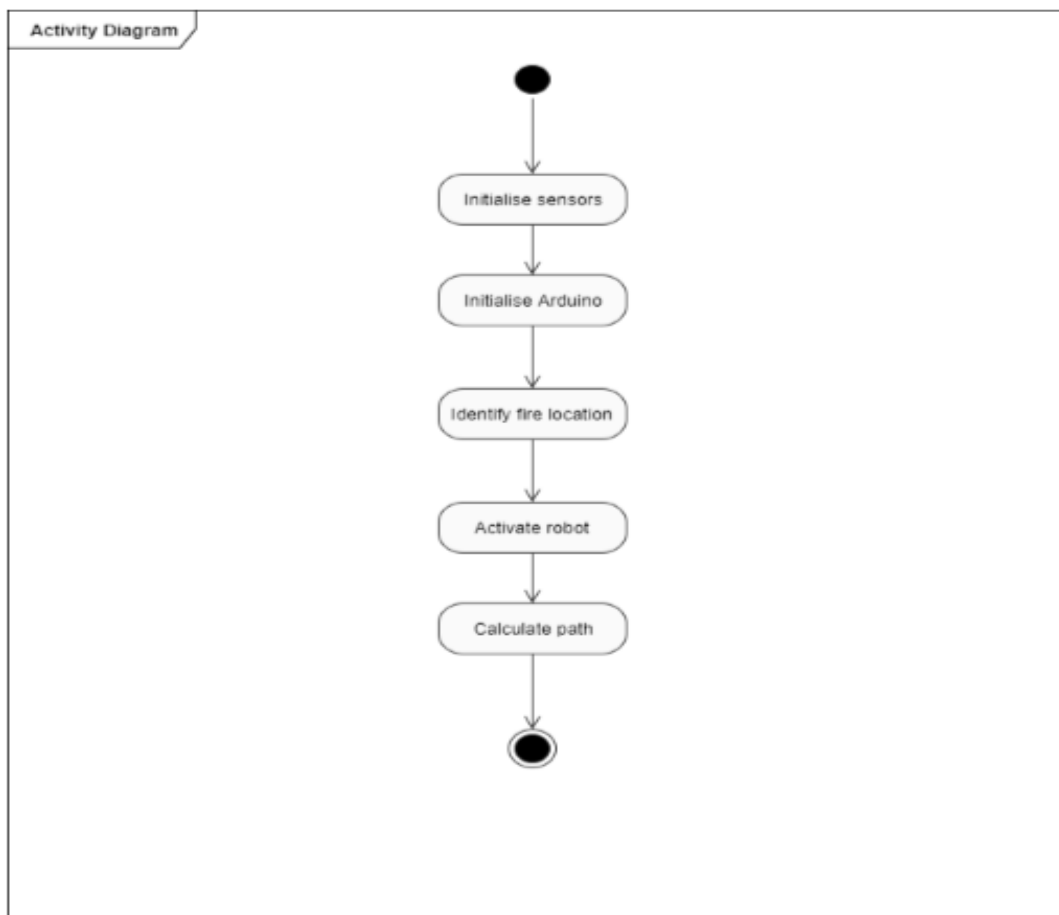 Activity Diagram
Initialise sensors
Initialise Arduino
Identify fire location
Activate robot
Calculate path